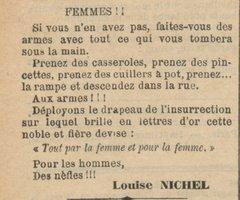 FEMMES !!
Si vous n'en avez pas, faites-vous des
armes avec tout ce qui vous tombera
sous la main.
Prenez des casseroles, prenez des pin-
cettes, prenez des cuillers à pot, prenez...
la rampe et descendez dans la rue.
Aux armes !!!
Déployons le drapeau de l'insurrection
sur lequel brille en lettres d'or cette
noble et fière devise :
« Tout par la femme et pour la femme. »
Pour les hommes,
Des nèfles !!!
Louise NICHEL